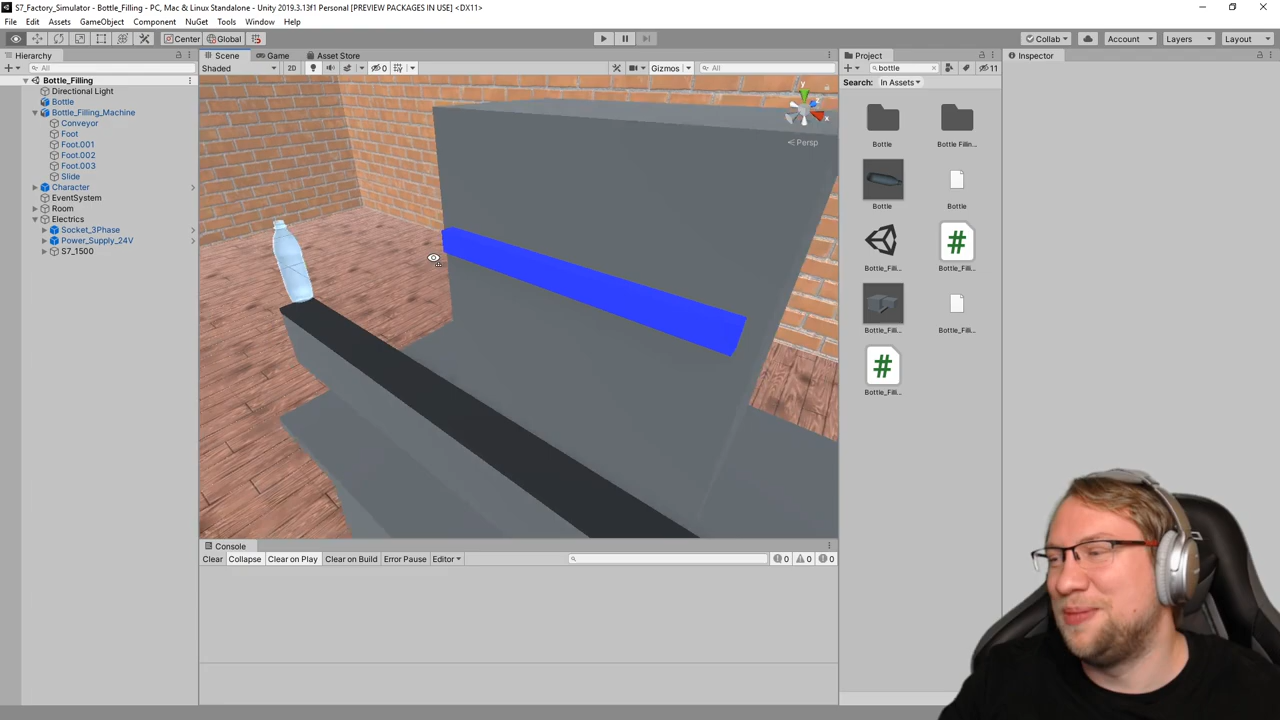 S7_Factory_Simulator - Bottle_Filling - PC, Mac & Linux Standalone - Unity 2019.3.13f1 Personal [PREVIEW PACKAGES IN USE] <DX11>
File Edit Assets GameObject Component NuGet Tools Window Help
Center Global Collab Account Layers Layout
Hierarchy
All
Bottle_Filling
Directional Light
Bottle
Bottle_Filling_Machine
Conveyor
Foot
Foot.001
Foot.002
Foot.003
Slide
Character
EventSystem
Room
Electrics
Socket_3Phase
Power_Supply_24V
S7_1500
Scene Game Asset Store
Shaded 2D 0 Gizmos All
y
x
Persp
Console
Clear Collapse Clear on Play Clear on Build Error Pause Editor 0 0 0
Project
bottle 11
Search: In Assets
Bottle Bottle Fillin...
Bottle Bottle
Bottle_Filli... Bottle_Filli...
Bottle_Filli... Bottle_Filli...
Bottle_Filli...
Inspector